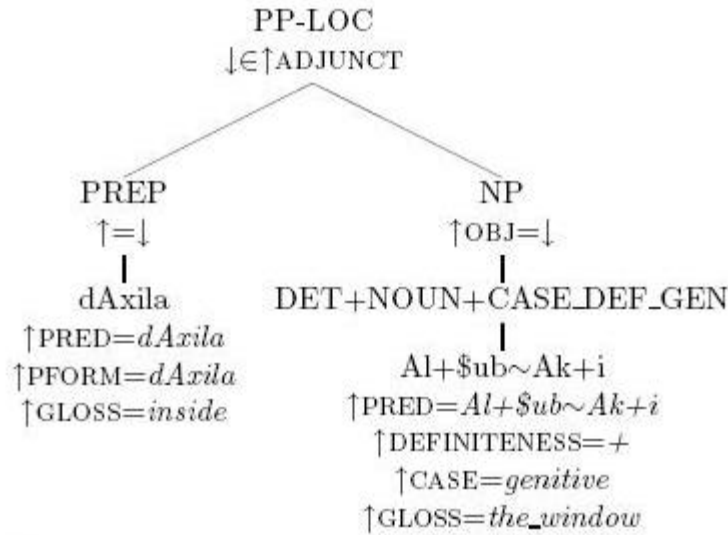 PP-LOC
↓∈↑ADJUNCT
PREP NP
↑=↓ ↑OBJ=↓
dAxila DET+NOUN+CASE_DEF_GEN
↑PRED=dAxila Al+$ub~Ak+i
↑PFORM=dAxila ↑PRED=Al+$ub~Ak+i
↑GLOSS=inside ↑DEFINITENESS=+
↑CASE=genitive
↑GLOSS=the_window